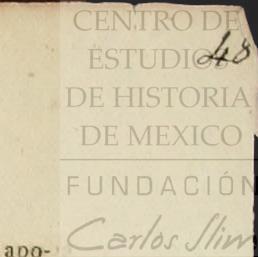 CENTRO DE
48
ESTUDIOS
DE HISTORIA
DE MEXICO
FUNDACIÓN
Carlos Slim
apo-